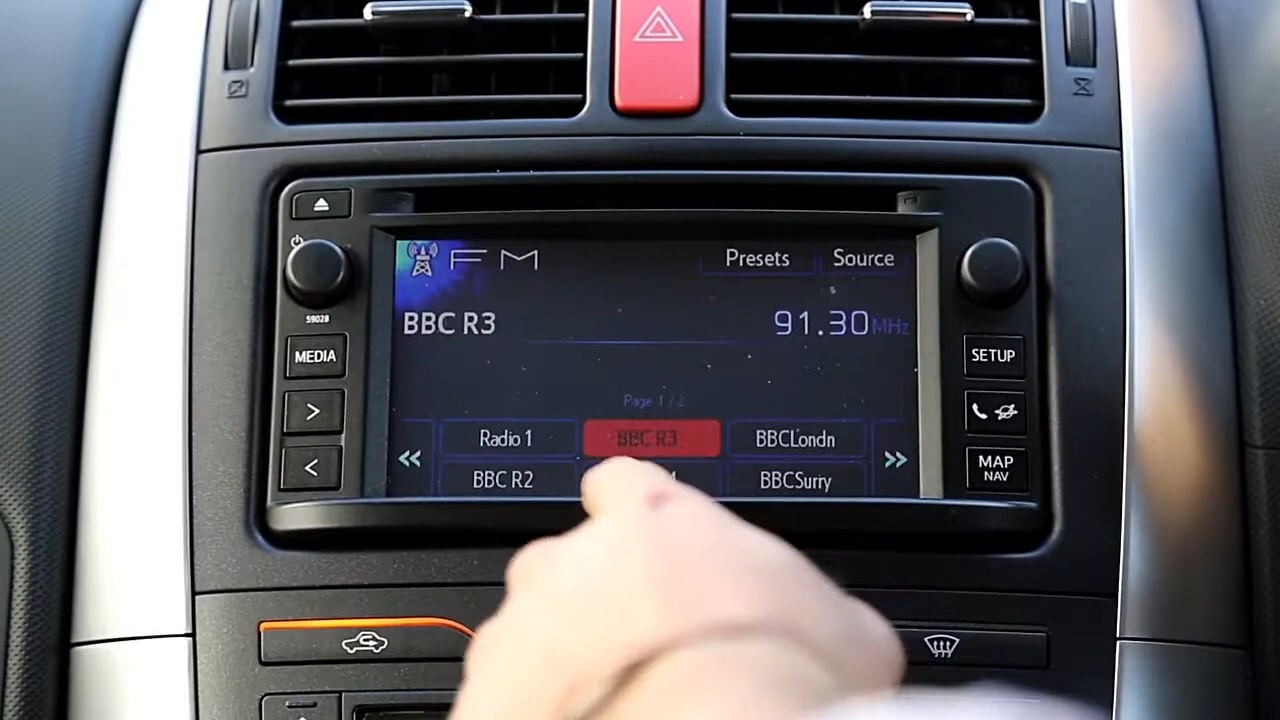 FM
Presets
Source
59028
BBC R3
91.30 MHz
MEDIA
SETUP
Page 1 / 2
Radio 1
BBC R3
BBCLondn
BBC R2
BBCSurry
MAP
NAV